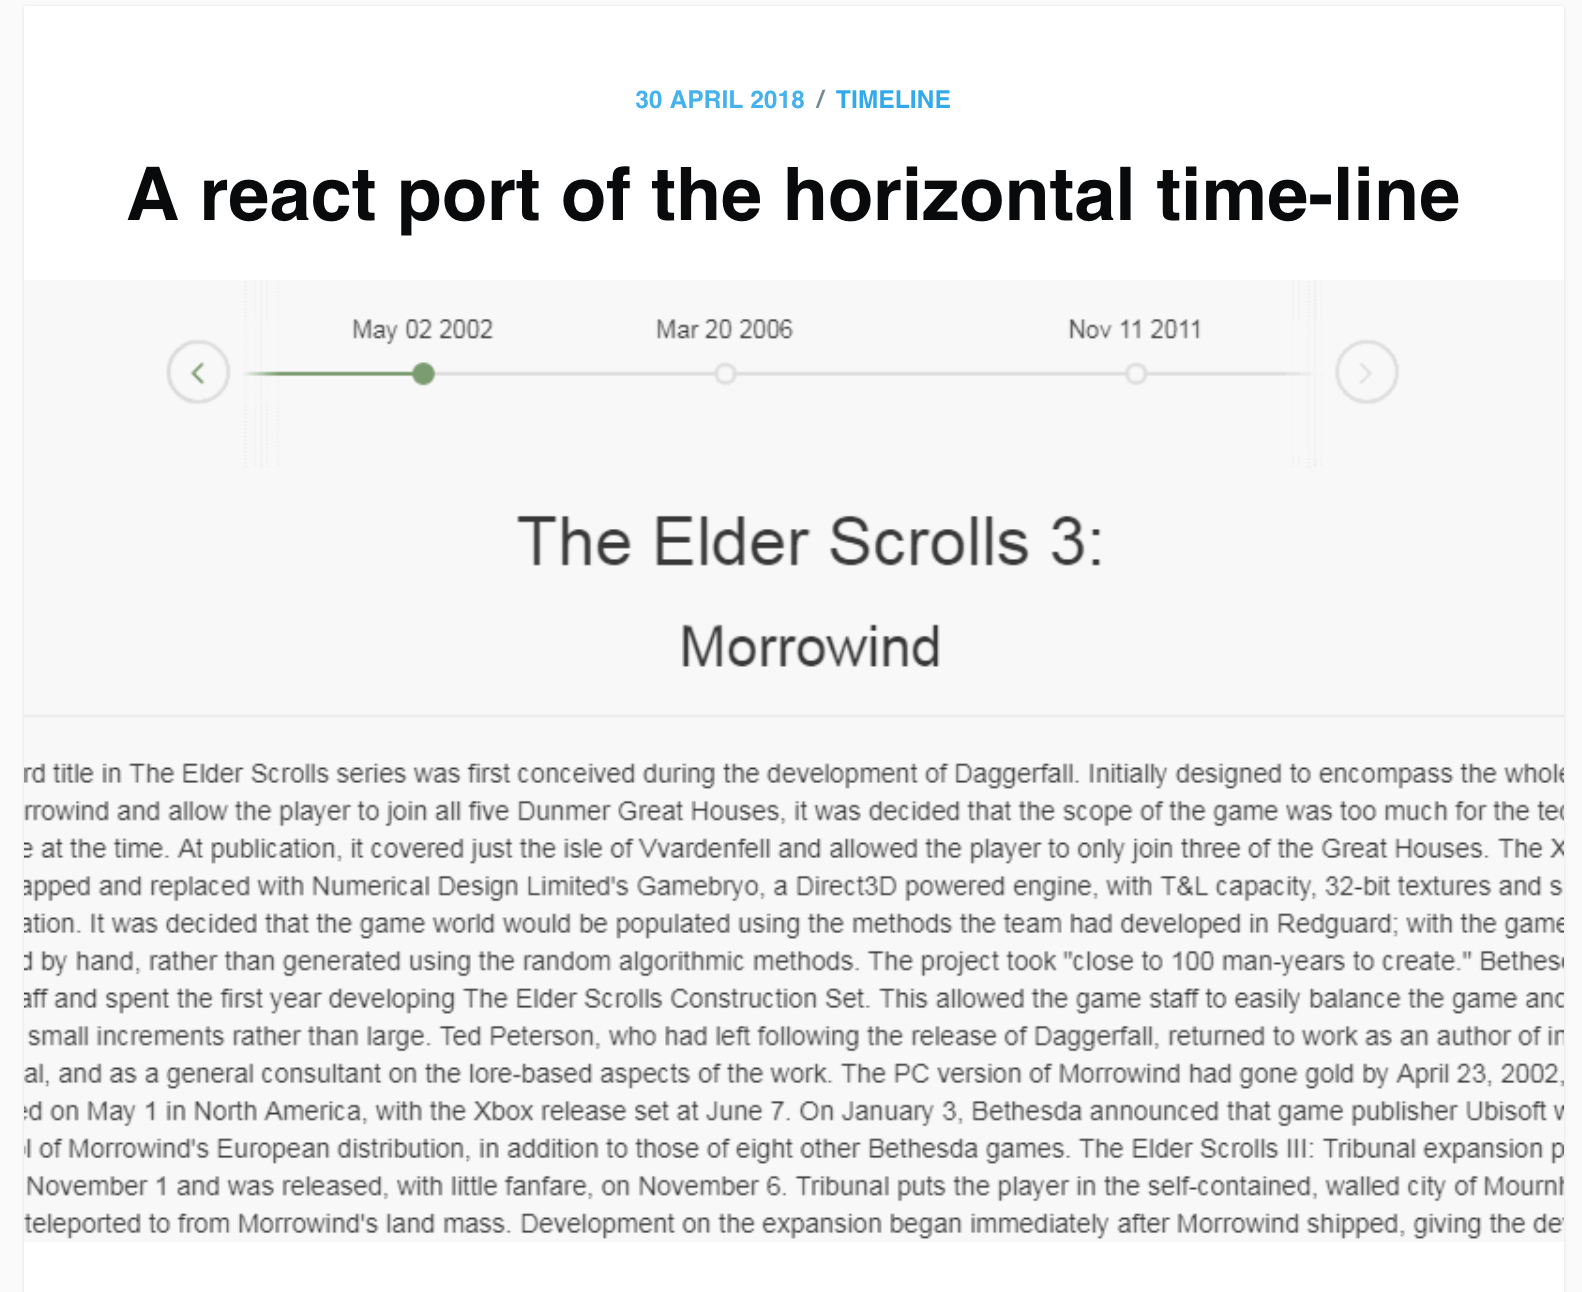 30 APRIL 2018 / TIMELINE
A react port of the horizontal time-line
May 02 2002 Mar 20 2006 Nov 11 2011
The Elder Scrolls 3:
Morrowind
rd title in The Elder Scrolls series was first conceived during the development of Daggerfall. Initially designed to encompass the whole
rrowind and allow the player to join all five Dunmer Great Houses, it was decided that the scope of the game was too much for the tec
e at the time. At publication, it covered just the isle of Vvardenfell and allowed the player to only join three of the Great Houses. The X
apped and replaced with Numerical Design Limited's Gamebryo, a Direct3D powered engine, with T&L capacity, 32-bit textures and s
ation. It was decided that the game world would be populated using the methods the team had developed in Redguard; with the game
d by hand, rather than generated using the random algorithmic methods. The project took "close to 100 man-years to create." Bethes
aff and spent the first year developing The Elder Scrolls Construction Set. This allowed the game staff to easily balance the game and
small increments rather than large. Ted Peterson, who had left following the release of Daggerfall, returned to work as an author of in
al, and as a general consultant on the lore-based aspects of the work. The PC version of Morrowind had gone gold by April 23, 2002,
ed on May 1 in North America, with the Xbox release set at June 7. On January 3, Bethesda announced that game publisher Ubisoft w
l of Morrowind's European distribution, in addition to those of eight other Bethesda games. The Elder Scrolls III: Tribunal expansion p
November 1 and was released, with little fanfare, on November 6. Tribunal puts the player in the self-contained, walled city of Mournh
teleported to from Morrowind's land mass. Development on the expansion began immediately after Morrowind shipped, giving the de